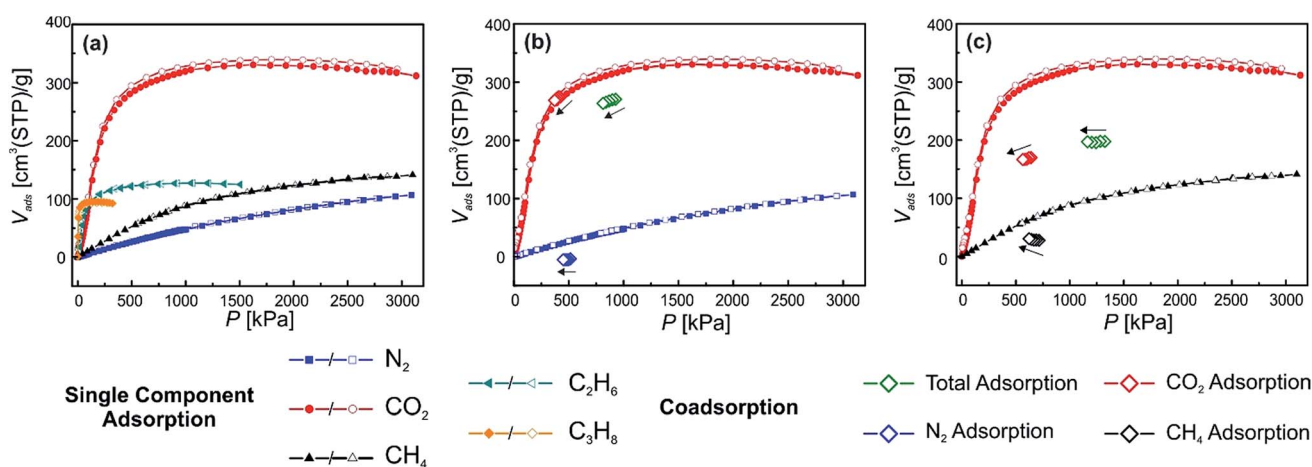 (a)
V_ads [cm³(STP)/g]
400
300
200
100
0
0 500 1000 1500 2000 2500 3000
P [kPa]
(b)
V_ads [cm³(STP)/g]
400
300
200
100
0
0 500 1000 1500 2000 2500 3000
P [kPa]
(c)
V_ads [cm³(STP)/g]
400
300
200
100
0
0 500 1000 1500 2000 2500 3000
P [kPa]
Single Component
Adsorption
N₂
CO₂
CH₄
C₂H₆
C₃H₈
Coadsorption
Total Adsorption
N₂ Adsorption
CO₂ Adsorption
CH₄ Adsorption